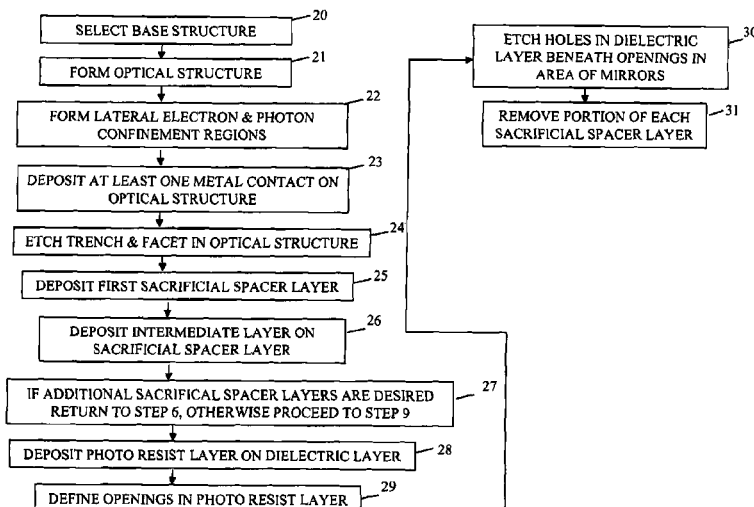 20
SELECT BASE STRUCTURE
21
FORM OPTICAL STRUCTURE
22
FORM LATERAL ELECTRON & PHOTON
CONFINEMENT REGIONS
23
DEPOSIT AT LEAST ONE METAL CONTACT ON
OPTICAL STRUCTURE
24
ETCH TRENCH & FACET IN OPTICAL STRUCTURE
25
DEPOSIT FIRST SACRIFICIAL SPACER LAYER
26
DEPOSIT INTERMEDIATE LAYER ON
SACRIFICIAL SPACER LAYER
27
IF ADDITIONAL SACRIFICAL SPACER LAYERS ARE DESIRED
RETURN TO STEP 6, OTHERWISE PROCEED TO STEP 9
28
DEPOSIT PHOTO RESIST LAYER ON DIELECTRIC LAYER
29
DEFINE OPENINGS IN PHOTO RESIST LAYER
30
ETCH HOLES IN DIELECTRIC
LAYER BENEATH OPENINGS IN
AREA OF MIRRORS
31
REMOVE PORTION OF EACH
SACRIFICIAL SPACER LAYER